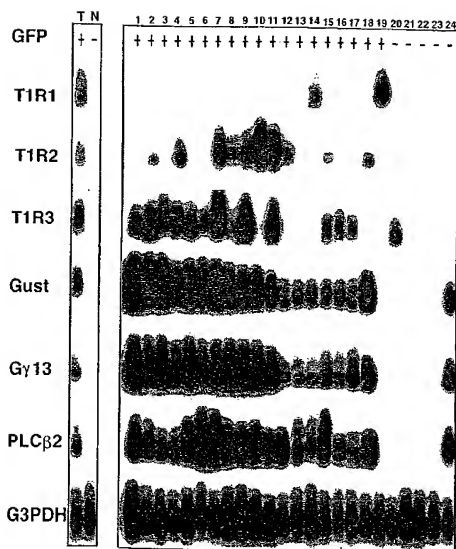 T N 1 2 3 4 5 6 7 8 9 10 11 12 13 14 15 16 17 18 19 20 21 22 23 24
GFP + - + + + + + + + + + + + + + + + + + + + - - - - -
T1R1
T1R2
T1R3
Gust
Gγ13
PLCβ2
G3PDH